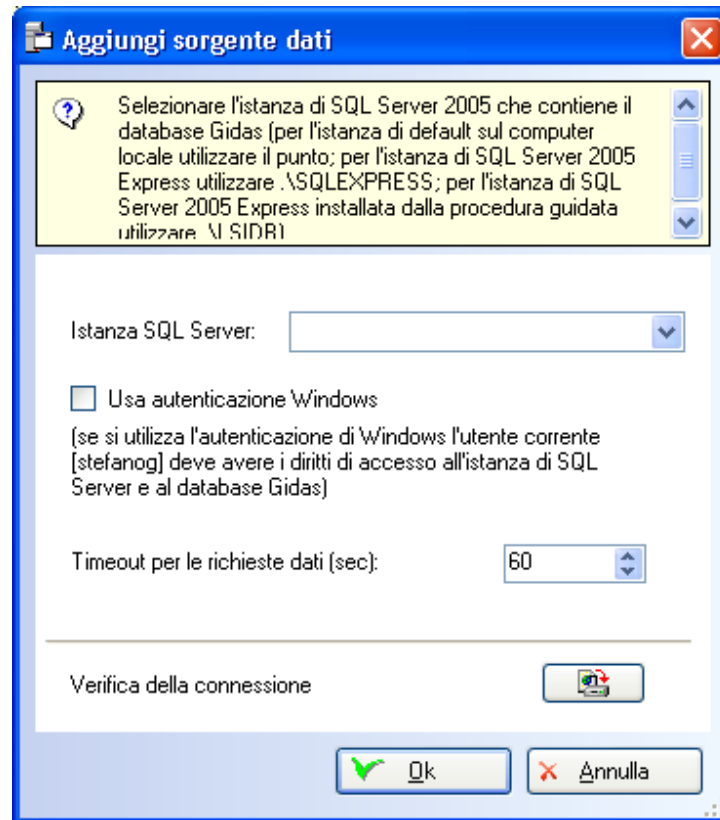 Aggiungi sorgente dati
Selezionare l'istanza di SQL Server 2005 che contiene il
database Gidas (per l'istanza di default sul computer
locale utilizzare il punto; per l'istanza di SQL Server 2005
Express utilizzare .\SQLEXPRESS; per l'istanza di SQL
Server 2005 Express installata dalla procedura guidata
utilizzare .\LSIDB)
Istanza SQL Server:
Usa autenticazione Windows
(se si utilizza l'autenticazione di Windows l'utente corrente
[stefanog] deve avere i diritti di accesso all'istanza di SQL
Server e al database Gidas)
Timeout per le richieste dati (sec): 60
Verifica della connessione
Ok Annulla